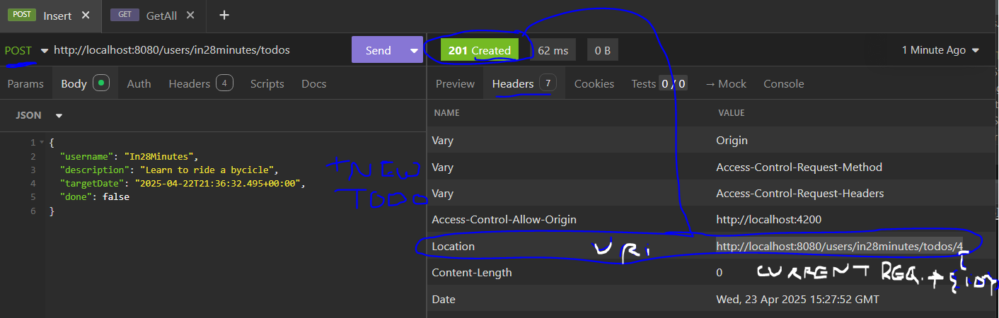 POST Insert × GET GetAll × +
POST http://localhost:8080/users/in28minutes/todos Send 201 Created 62 ms 0 B 1 Minute Ago
Params Body Auth Headers 4 Scripts Docs
Preview Headers 7 Cookies Tests 0 / 0 → Mock Console
JSON
NAME VALUE
1 {
2 "username": "In28Minutes",
3 "description": "Learn to ride a bycicle",
4 "targetDate": "2025-04-22T21:36:32.495+00:00",
5 "done": false
6 }
+NEW
TODO
Vary Origin
Vary Access-Control-Request-Method
Vary Access-Control-Request-Headers
Access-Control-Allow-Origin http://localhost:4200
Location URi http://localhost:8080/users/in28minutes/todos/4
Content-Length 0
CURRENT REQ. +
Date Wed, 23 Apr 2025 15:27:52 GMT